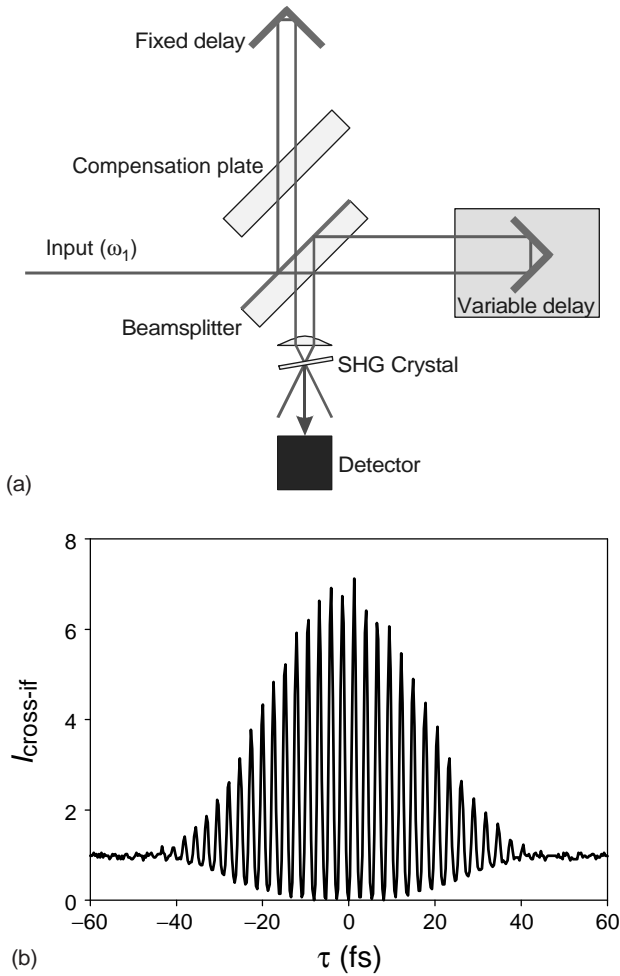 Fixed delay
Compensation plate
Input (ω1)
Variable delay
Beamsplitter
SHG Crystal
Detector
(a)
8
6
4
2
0
Icross-if
−60 −40 −20 0 20 40 60
τ (fs)
(b)